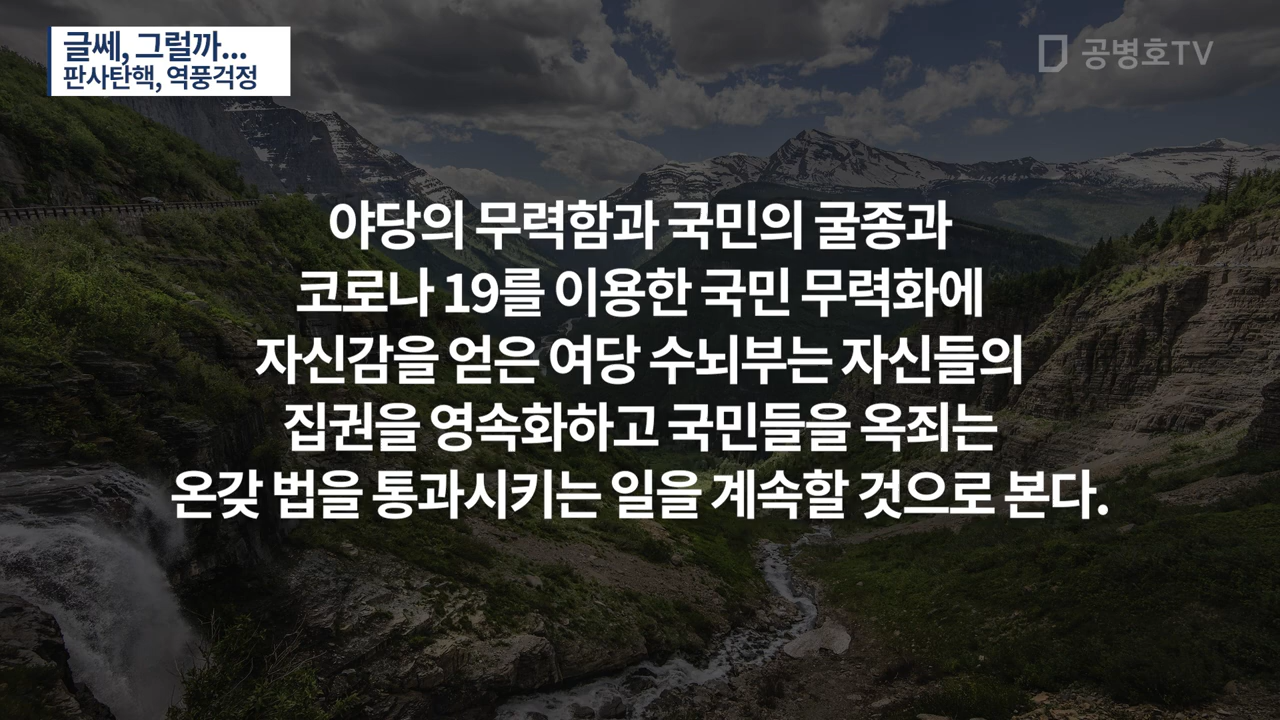 글쎄, 그럴까...
판사탄핵, 역풍걱정
공병호TV
야당의 무력함과 국민의 굴종과
코로나 19를 이용한 국민 무력화에
자신감을 얻은 여당 수뇌부는 자신들의
집권을 영속화하고 국민들을 옥죄는
온갖 법을 통과시키는 일을 계속할 것으로 본다.